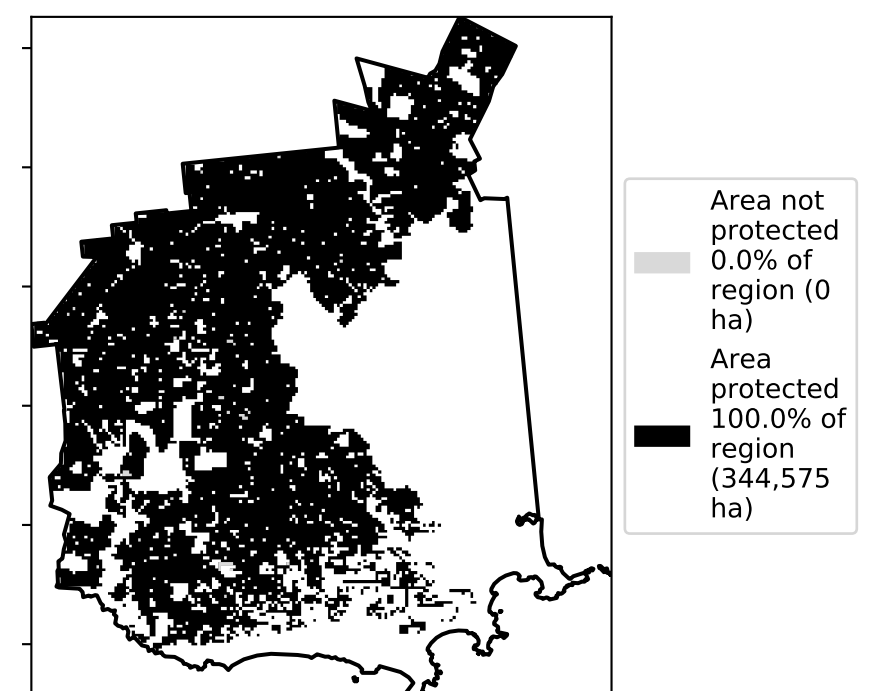 Area not
protected
0.0% of
region (0
ha)
Area
protected
100.0% of
region
(344,575
ha)